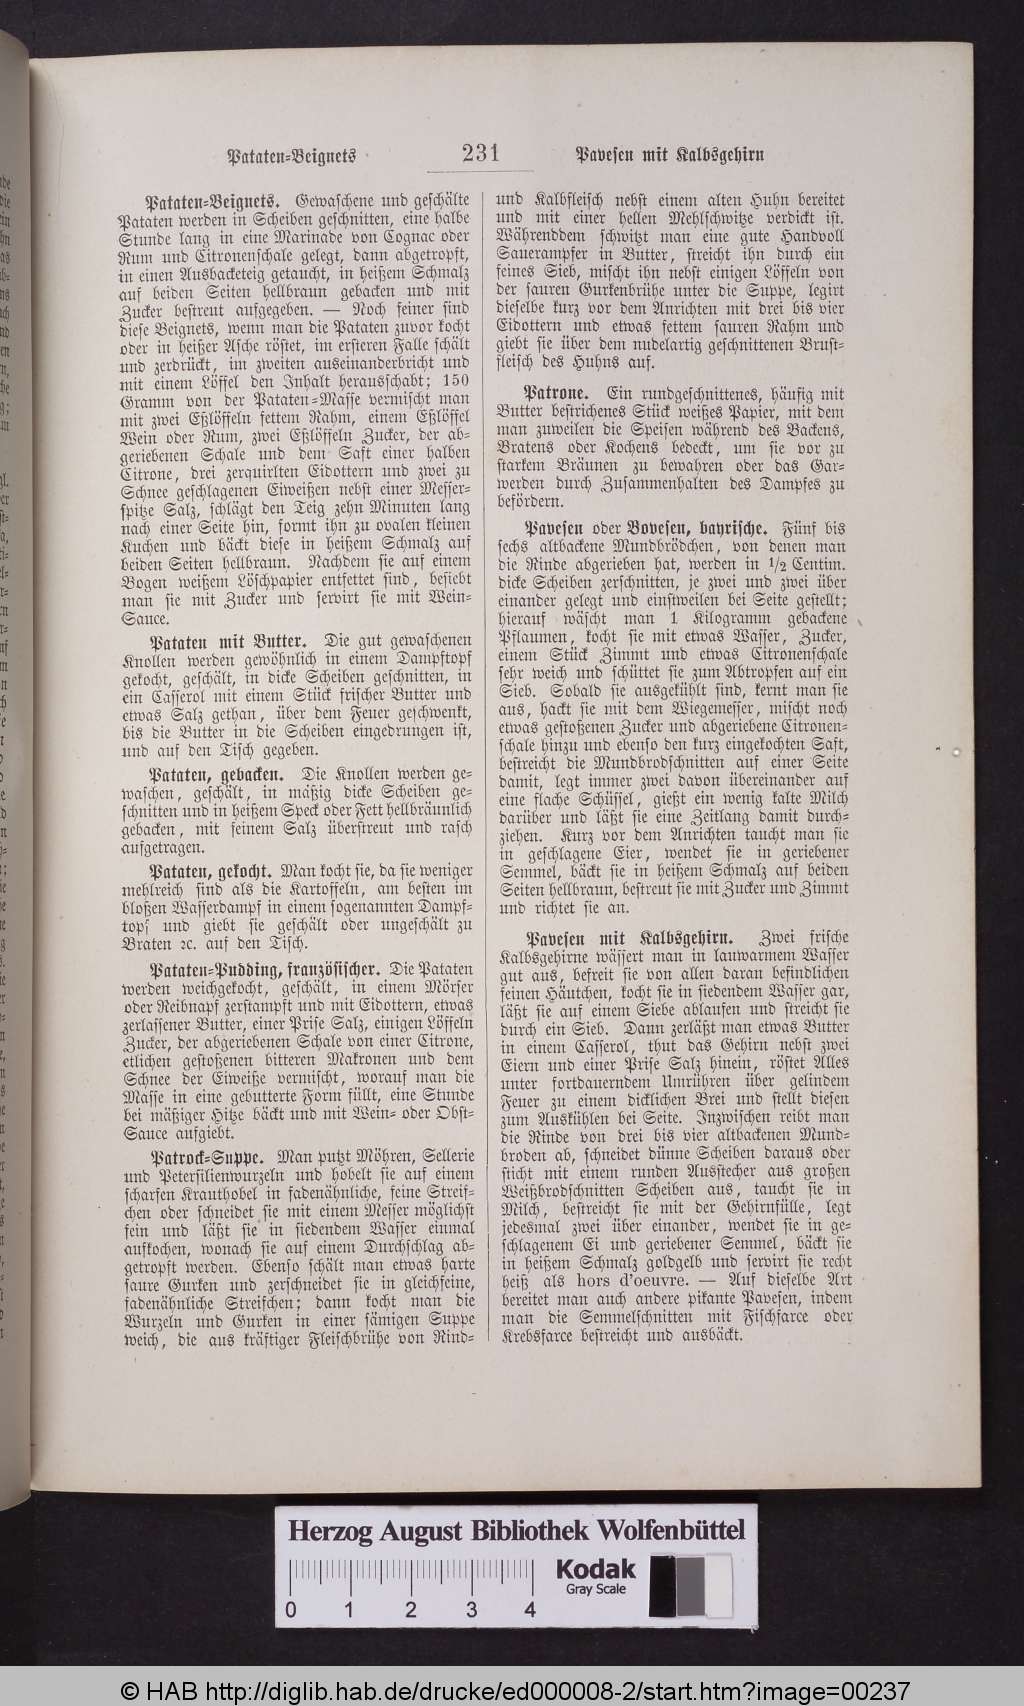 Pataten-Beignets
231
Pavesen mit Kalbsgehirn
Pataten-Beignets. Gewaschene und geschälte
Pataten werden in Scheiben geschnitten, eine halbe
Stunde lang in eine Marinade von Cognac oder
Rum und Citronenschale gelegt, dann abgetropft,
in einen Ausbacketeig getaucht, in heißem Schmalz
auf beiden Seiten hellbraun gebacken und mit
Zucker bestreut aufgegeben. — Noch feiner sind
diese Beignets, wenn man die Pataten zuvor kocht
oder in heißer Asche röstet, im ersteren Falle schält
und zerdrückt, im zweiten auseinanderbricht und
mit einem Löffel den Inhalt herausschabt; 150
Gramm von der Pataten-Masse vermischt man
mit zwei Eßlöffeln fettem Rahm, einem Eßlöffel
Wein oder Rum, zwei Eßlöffeln Zucker, der ab-
geriebenen Schale und dem Saft einer halben
Citrone, drei zerquirlten Eidottern und zwei zu
Schnee geschlagenen Eiweißen nebst einer Messer-
spitze Salz, schlägt den Teig zehn Minuten lang
nach einer Seite hin, formt ihn zu ovalen kleinen
Kuchen und bäckt diese in heißem Schmalz auf
beiden Seiten hellbraun. Nachdem sie auf einem
Bogen weißem Löschpapier entfettet sind, besiebt
man sie mit Zucker und servirt sie mit Wein-
Sauce.
Pataten mit Butter. Die gut gewaschenen
Knollen werden gewöhnlich in einem Dampftopf
gekocht, geschält, in dicke Scheiben geschnitten, in
ein Casserol mit einem Stück frischer Butter und
etwas Salz gethan, über dem Feuer geschwenkt,
bis die Butter in die Scheiben eingedrungen ist,
und auf den Tisch gegeben.
Pataten, gebacken. Die Knollen werden ge-
waschen, geschält, in mäßig dicke Scheiben ge-
schnitten und in heißem Speck oder Fett hellbräunlich
gebacken, mit feinem Salz überstreut und rasch
aufgetragen.
Pataten, gekocht. Man kocht sie, da sie weniger
mehlreich sind als die Kartoffeln, am besten im
bloßen Wasserdampf in einem sogenannten Dampf-
topf und giebt sie geschält oder ungeschält zu
Braten ꝛc. auf den Tisch.
Pataten-Pudding, französischer. Die Pataten
werden weichgekocht, geschält, in einem Mörser
oder Reibnapf zerstampft und mit Eidottern, etwas
zerlassener Butter, einer Prise Salz, einigen Löffeln
Zucker, der abgeriebenen Schale von einer Citrone,
etlichen gestoßenen bitteren Makronen und dem
Schnee der Eiweiße vermischt, worauf man die
Masse in eine gebutterte Form füllt, eine Stunde
bei mäßiger Hitze bäckt und mit Wein- oder Obst-
Sauce aufgiebt.
Patrock-Suppe. Man putzt Möhren, Sellerie
und Petersilienwurzeln und hobelt sie auf einem
scharfen Krauthobel in fadenähnliche, feine Streif-
chen oder schneidet sie mit einem Messer möglichst
fein und läßt sie in siedendem Wasser einmal
aufkochen, wonach sie auf einem Durchschlag ab-
getropft werden. Ebenso schält man etwas harte
saure Gurken und zerschneidet sie in gleichfeine,
fadenähnliche Streifchen; dann kocht man die
Wurzeln und Gurken in einer sämigen Suppe
weich, die aus kräftiger Fleischbrühe von Rind-
und Kalbfleisch nebst einem alten Huhn bereitet
und mit einer hellen Mehlschwitze verdickt ist.
Währenddem schwitzt man eine gute Handvoll
Sauerampfer in Butter, streicht ihn durch ein
feines Sieb, mischt ihn nebst einigen Löffeln von
der sauren Gurkenbrühe unter die Suppe, legirt
dieselbe kurz vor dem Anrichten mit drei bis vier
Eidottern und etwas fettem sauren Rahm und
giebt sie über dem nudelartig geschnittenen Brust-
fleisch des Huhns auf.
Patrone. Ein rundgeschnittenes, häufig mit
Butter bestrichenes Stück weißes Papier, mit dem
man zuweilen die Speisen während des Backens,
Bratens oder Kochens bedeckt, um sie vor zu
starkem Bräunen zu bewahren oder das Gar-
werden durch Zusammenhalten des Dampfes zu
befördern.
Pavesen oder Bovesen, bayrische. Fünf bis
sechs altbackene Mundbrödchen, von denen man
die Rinde abgerieben hat, werden in 1/2 Centim.
dicke Scheiben zerschnitten, je zwei und zwei über
einander gelegt und einstweilen bei Seite gestellt;
hierauf wäscht man 1 Kilogramm gebackene
Pflaumen, kocht sie mit etwas Wasser, Zucker,
einem Stück Zimmt und etwas Citronenschale
sehr weich und schüttet sie zum Abtropfen auf ein
Sieb. Sobald sie ausgekühlt sind, kernt man sie
aus, hackt sie mit dem Wiegemesser, mischt noch
etwas gestoßenen Zucker und abgeriebene Citronen-
schale hinzu und ebenso den kurz eingekochten Saft,
bestreicht die Mundbrodschnitten auf einer Seite
damit, legt immer zwei davon übereinander auf
eine flache Schüssel, gießt ein wenig kalte Milch
darüber und läßt sie eine Zeitlang damit durch-
ziehen. Kurz vor dem Anrichten taucht man sie
in geschlagene Eier, wendet sie in geriebener
Semmel, bäckt sie in heißem Schmalz auf beiden
Seiten hellbraun, bestreut sie mit Zucker und Zimmt
und richtet sie an.
Pavesen mit Kalbsgehirn. Zwei frische
Kalbsgehirne wässert man in lauwarmem Wasser
gut aus, befreit sie von allen daran befindlichen
feinen Häutchen, kocht sie in siedendem Wasser gar,
läßt sie auf einem Siebe ablaufen und streicht sie
durch ein Sieb. Dann zerläßt man etwas Butter
in einem Casserol, thut das Gehirn nebst zwei
Eiern und einer Prise Salz hinein, röstet Alles
unter fortdauerndem Umrühren über gelindem
Feuer zu einem dicklichen Brei und stellt diesen
zum Auskühlen bei Seite. Inzwischen reibt man
die Rinde von drei bis vier altbackenen Mund-
broden ab, schneidet dünne Scheiben daraus oder
sticht mit einem runden Ausstecher aus großen
Weißbrodschnitten Scheiben aus, taucht sie in
Milch, bestreicht sie mit der Gehirnfülle, legt
jedesmal zwei über einander, wendet sie in ge-
schlagenem Ei und geriebener Semmel, bäckt sie
in heißem Schmalz goldgelb und servirt sie recht
heiß als hors d'oeuvre. — Auf dieselbe Art
bereitet man auch andere pikante Pavesen, indem
man die Semmelschnitten mit Fischfarce oder
Krebsfarce bestreicht und ausbäckt.
Herzog August Bibliothek Wolfenbüttel
Kodak
Gray Scale
0 1 2 3 4
© HAB http://diglib.hab.de/drucke/ed000008-2/start.htm?image=00237